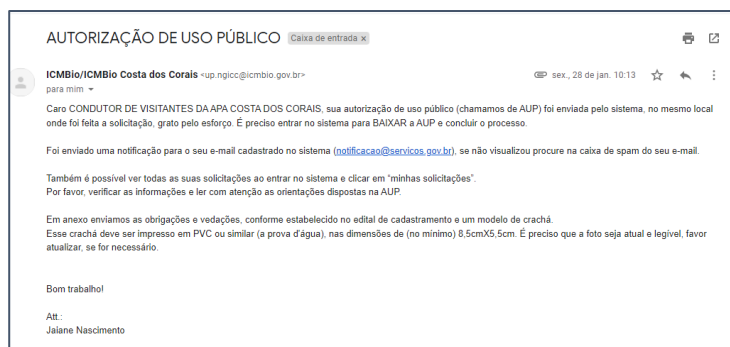 AUTORIZAÇÃO DE USO PÚBLICO Caixa de entrada x
ICMBio/ICMBio Costa dos Corais <up.ngicc@icmbio.gov.br> sex., 28 de jan. 10:13
para mim
Caro CONDUTOR DE VISITANTES DA APA COSTA DOS CORAIS, sua autorização de uso público (chamamos de AUP) foi enviada pelo sistema, no mesmo local
onde foi feita a solicitação, grato pelo esforço. É preciso entrar no sistema para BAIXAR a AUP e concluir o processo.
Foi enviado uma notificação para o seu e-mail cadastrado no sistema (notificacao@servicos.gov.br), se não visualizou procure na caixa de spam do seu e-mail.
Também é possível ver todas as suas solicitações ao entrar no sistema e clicar em “minhas solicitações”.
Por favor, verificar as informações e ler com atenção as orientações dispostas na AUP.
Em anexo enviamos as obrigações e vedações, conforme estabelecido no edital de cadastramento e um modelo de crachá.
Esse crachá deve ser impresso em PVC ou similar (a prova d'água), nas dimensões de (no mínimo) 8,5cmX5,5cm. É preciso que a foto seja atual e legível, favor
atualizar, se for necessário.
Bom trabalho!
Att.:
Jaiane Nascimento